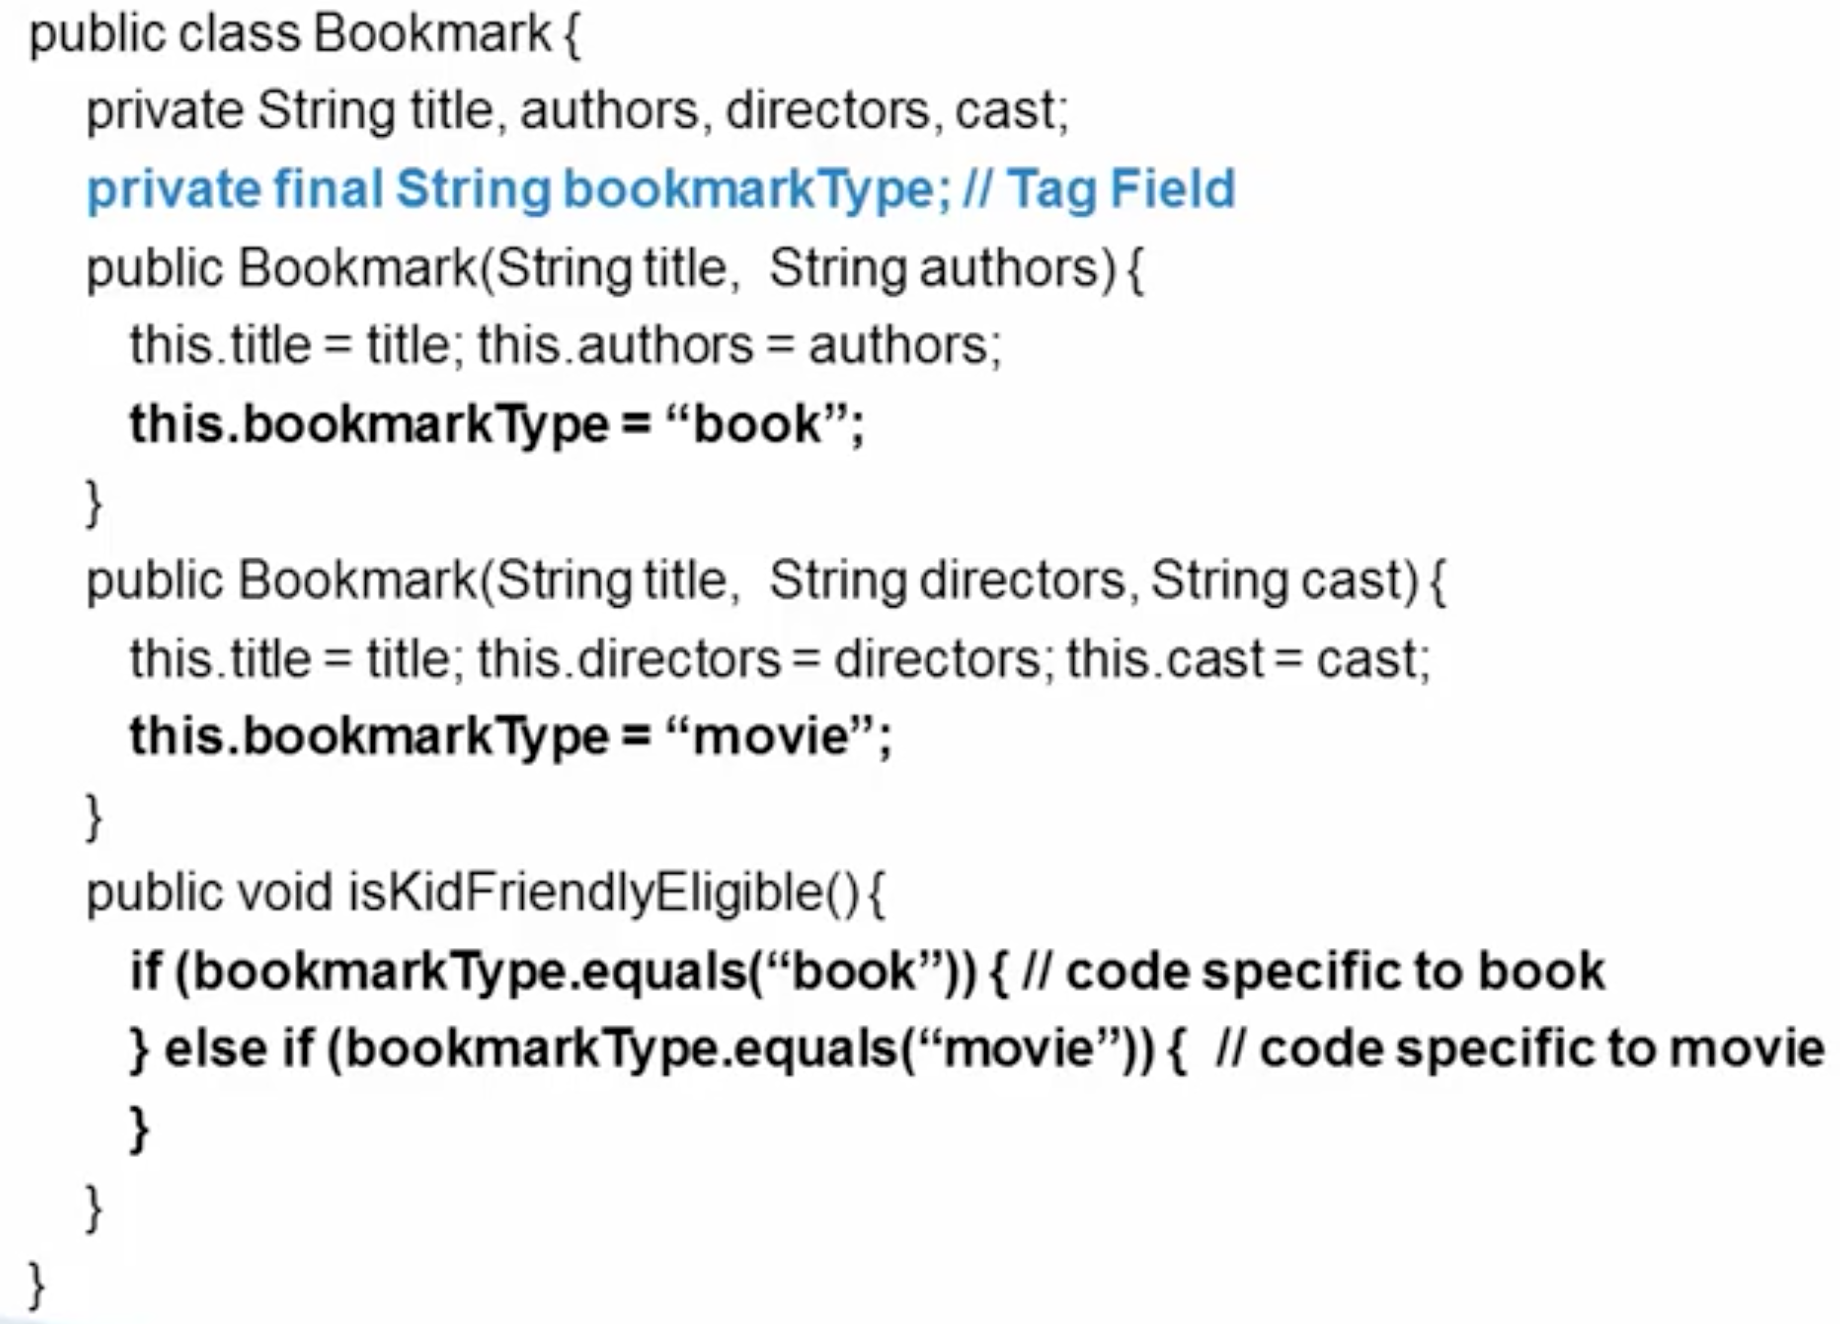 public class Bookmark {
private String title, authors, directors, cast;
private final String bookmarkType; // Tag Field
public Bookmark(String title, String authors) {
this.title = title; this.authors = authors;
this.bookmarkType = “book”;
}
public Bookmark(String title, String directors, String cast) {
this.title = title; this.directors = directors; this.cast = cast;
this.bookmarkType = “movie”;
}
public void isKidFriendlyEligible() {
if (bookmarkType.equals(“book”)) { // code specific to book
} else if (bookmarkType.equals(“movie”)) { // code specific to movie
}
}
}